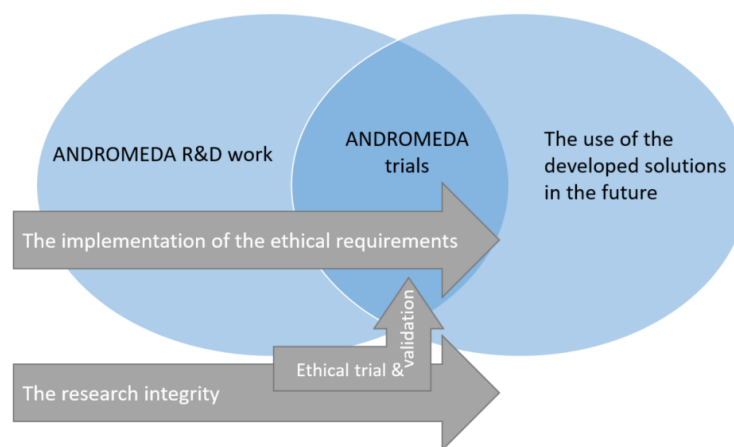 ANDROMEDA R&D work
ANDROMEDA
trials
The use of the
developed solutions
in the future
The implementation of the ethical requirements
validation
Ethical trial &
The research integrity